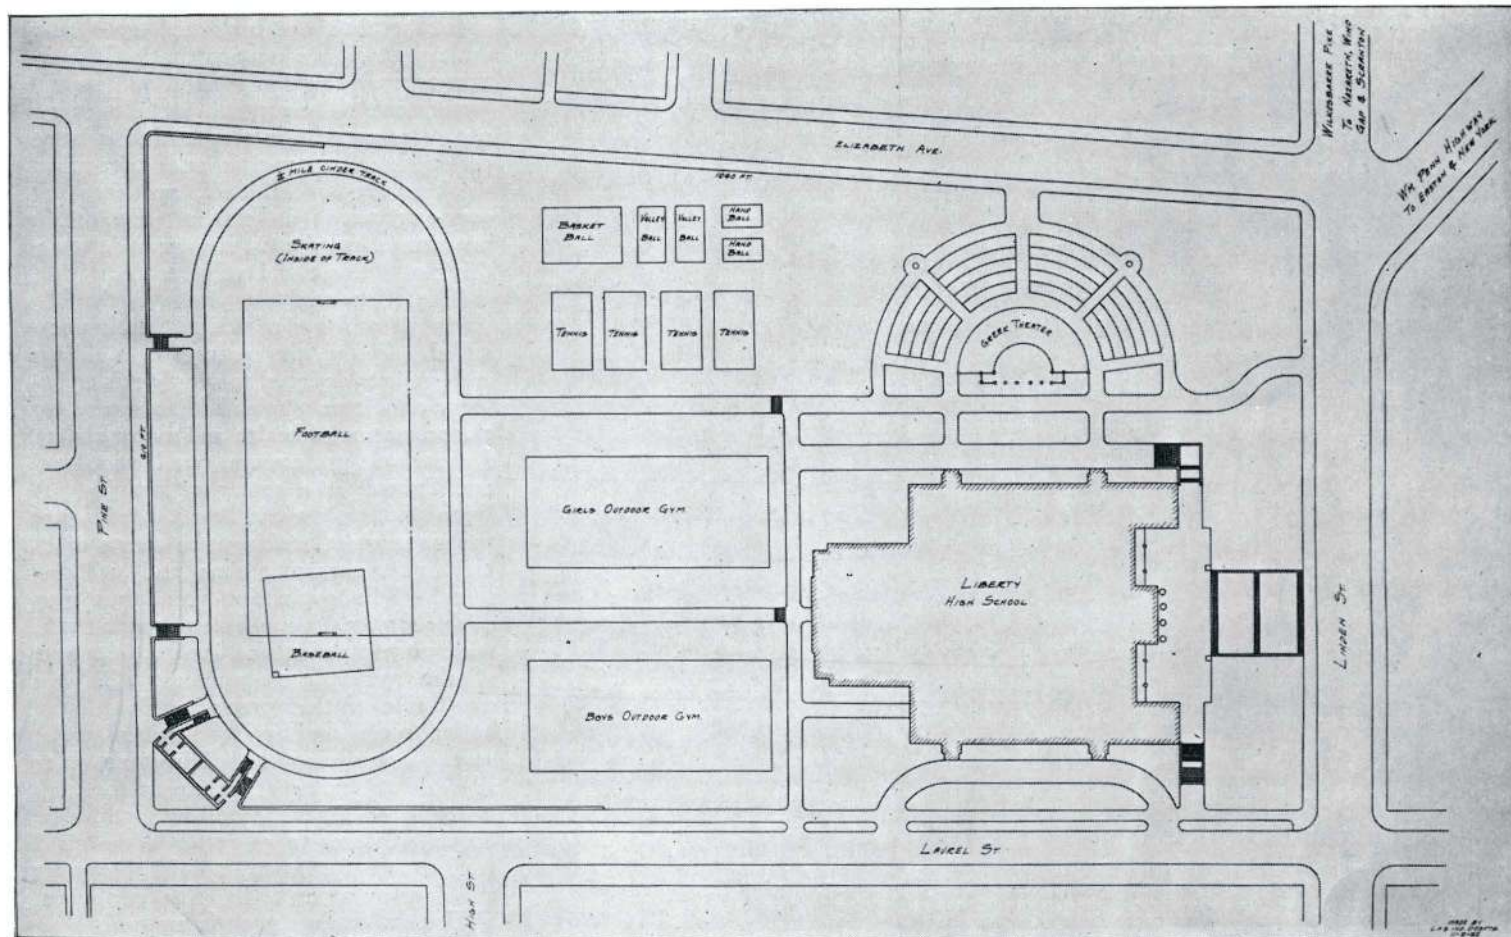 WILKESBARRE PIKE
TO NAZARETH, WIND
GAP & SCRANTON
WM. PENN HIGHWAY
TO EASTON & NEW YORK
ELIZABETH AVE.
1040 FT.
MILE CINDER TRACK
SKATING
(INSIDE OF TRACK)
BASKET
BALL
VOLLEY
BALL
VOLLEY
BALL
HAND
BALL
HAND
BALL
TENNIS
TENNIS
TENNIS
TENNIS
GREEK THEATER
FOOTBALL
PINE ST
GIRLS OUTDOOR GYM
LIBERTY
HIGH SCHOOL
LINDEN ST.
BASEBALL
BOYS OUTDOOR GYM.
LAUREL ST
HIGH ST
MADE BY